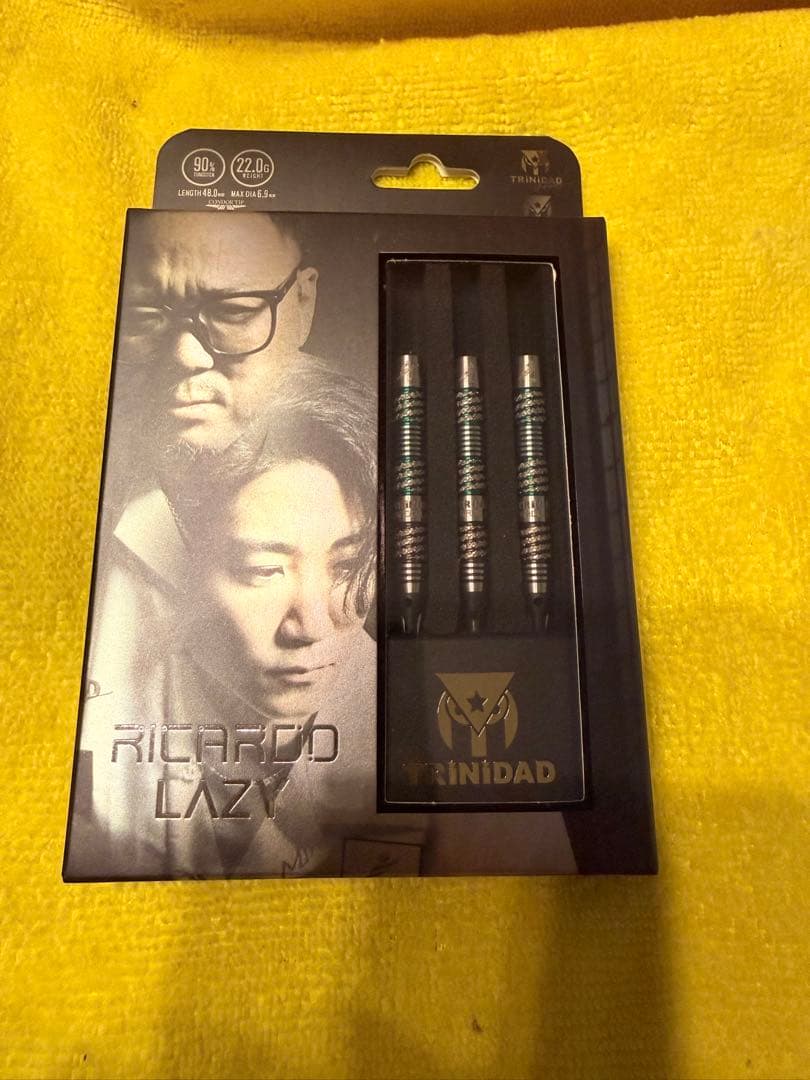 90%
TUNGSTEN
22.0G
WEIGHT
LENGTH 48.0mm MAX DIA 6.9mm
CONDOR TIP
TRiNiDAD
RICARDO
LAZY
TRiNiDAD